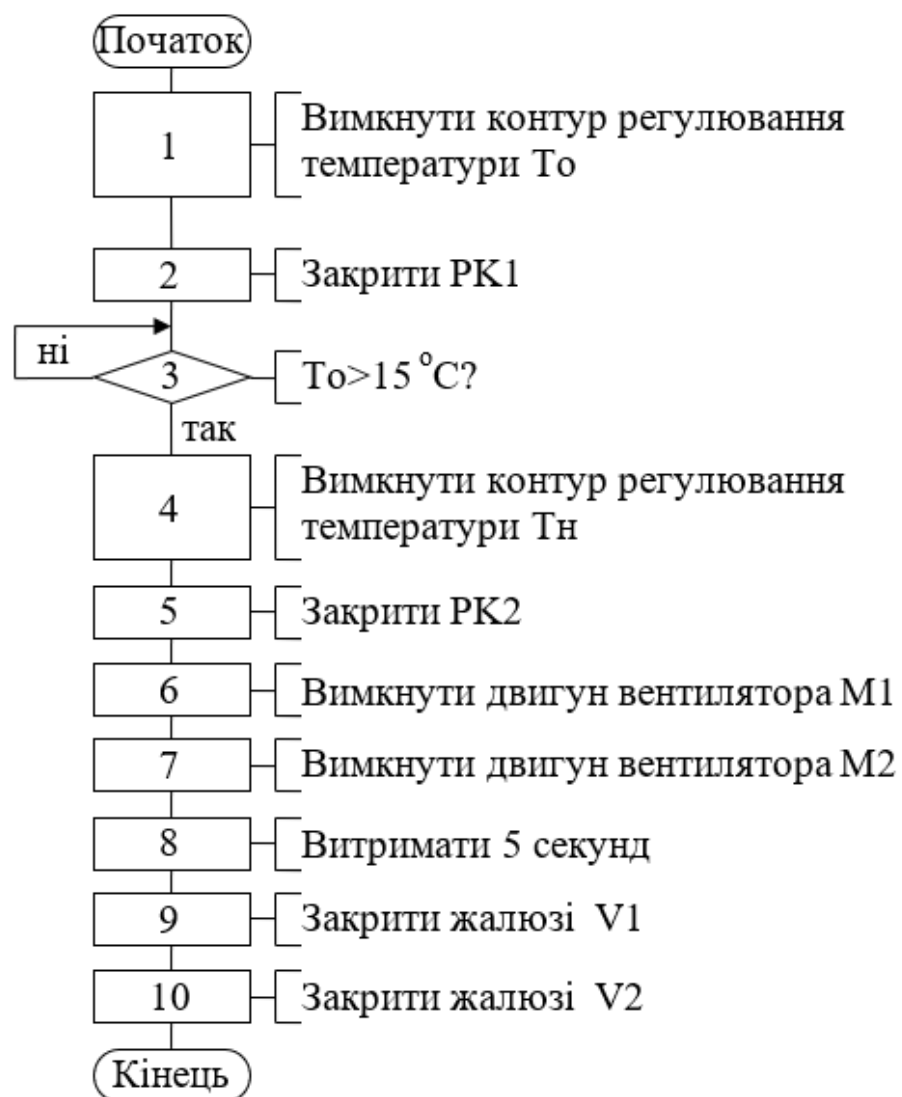 Початок
1
Вимкнути контур регулювання
температури То
2
Закрити РК1
ні
3
То>15 °С?
так
4
Вимкнути контур регулювання
температури Тн
5
Закрити РК2
6
Вимкнути двигун вентилятора М1
7
Вимкнути двигун вентилятора М2
8
Витримати 5 секунд
9
Закрити жалюзі V1
10
Закрити жалюзі V2
Кінець